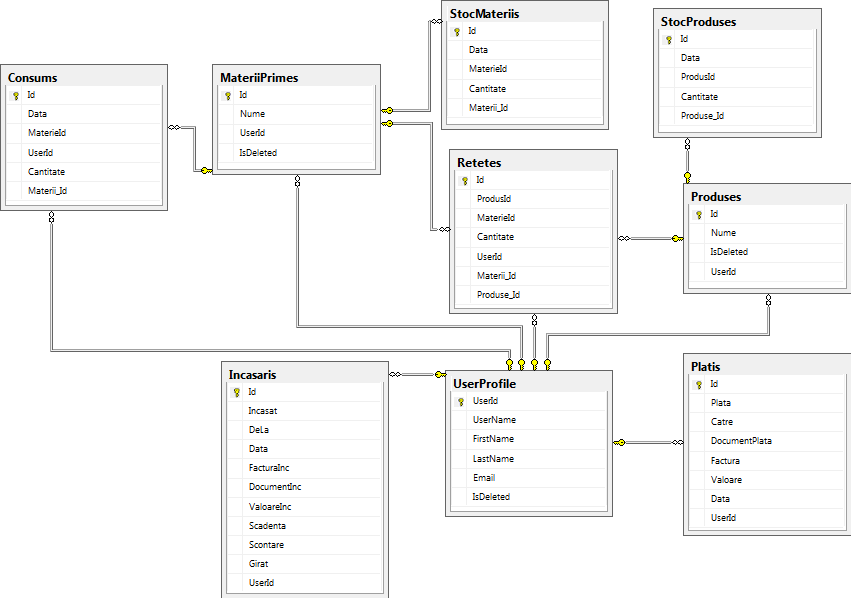 StocMateriis
Id
Data
MaterieId
Cantitate
Materii_Id
StocProduses
Id
Data
ProdusId
Cantitate
Produse_Id
Consums
Id
Data
MaterieId
UserId
Cantitate
Materii_Id
MateriiPrimes
Id
Nume
UserId
IsDeleted
Retetes
Id
ProdusId
MaterieId
Cantitate
UserId
Materii_Id
Produse_Id
Produses
Id
Nume
IsDeleted
UserId
Incasaris
Id
Incasat
DeLa
Data
FacturaInc
DocumentInc
ValoareInc
Scadenta
Scontare
Girat
UserId
UserProfile
UserId
UserName
FirstName
LastName
Email
IsDeleted
Platis
Id
Plata
Catre
DocumentPlata
Factura
Valoare
Data
UserId